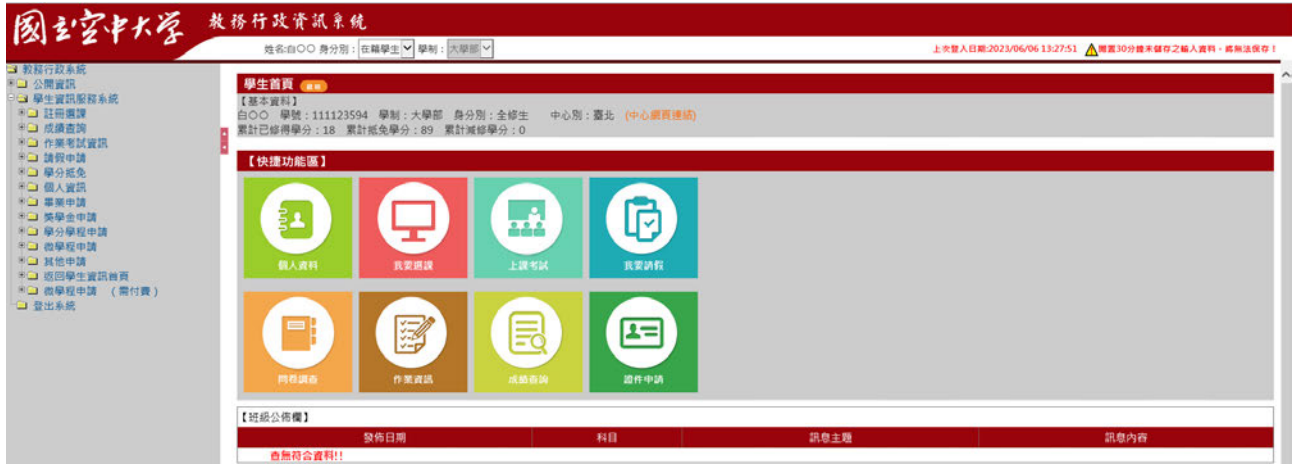 國立空中大學 教務行政資訊系統
姓名:白○○ 身分別：在籍學生 學制：大學部
上次登入日期:2023/06/06 13:27:51 閒置30分鐘未儲存之輸入資料，將無法保存！
教務行政系統
公開資訊
學生資訊服務系統
註冊選課
成績查詢
作業考試資訊
請假申請
學分抵免
個人資訊
畢業申請
獎學金申請
學分學程申請
微學程申請
其他申請
返回學生資訊首頁
微學程申請 （需付費）
登出系統
學生首頁
【基本資料】
白○○ 學號：111123594 學制：大學部 身分別：全修生 中心別：臺北 (中心網頁連結)
累計已修得學分：18 累計抵免學分：89 累計減修學分：0
【快捷功能區】
個人資料 我要選課 上課考試 我要請假
問卷調查 作業資訊 成績查詢 證件申請
【班級公佈欄】
發佈日期 科目 訊息主題 訊息內容
查無符合資料!!